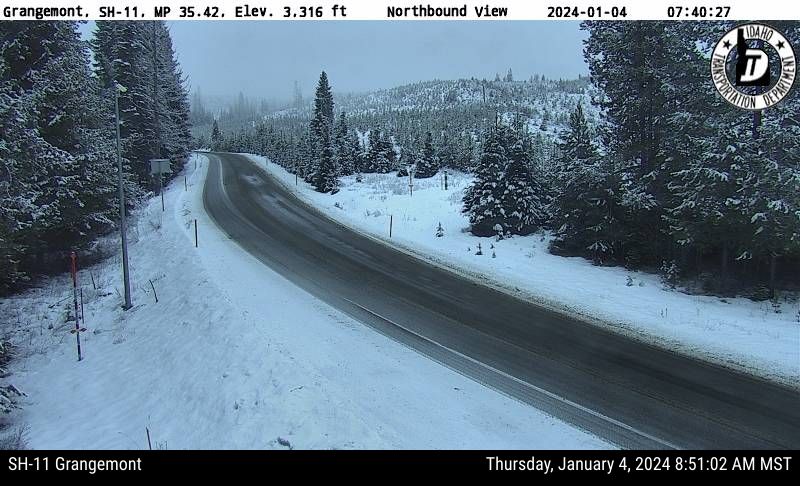 Grangemont, SH-11, MP 35.42, Elev. 3,316 ft Northbound View 2024-01-04 07:40:27
IDAHO
TRANSPORTATION DEPARTMENT
SH-11 Grangemont Thursday, January 4, 2024 8:51:02 AM MST